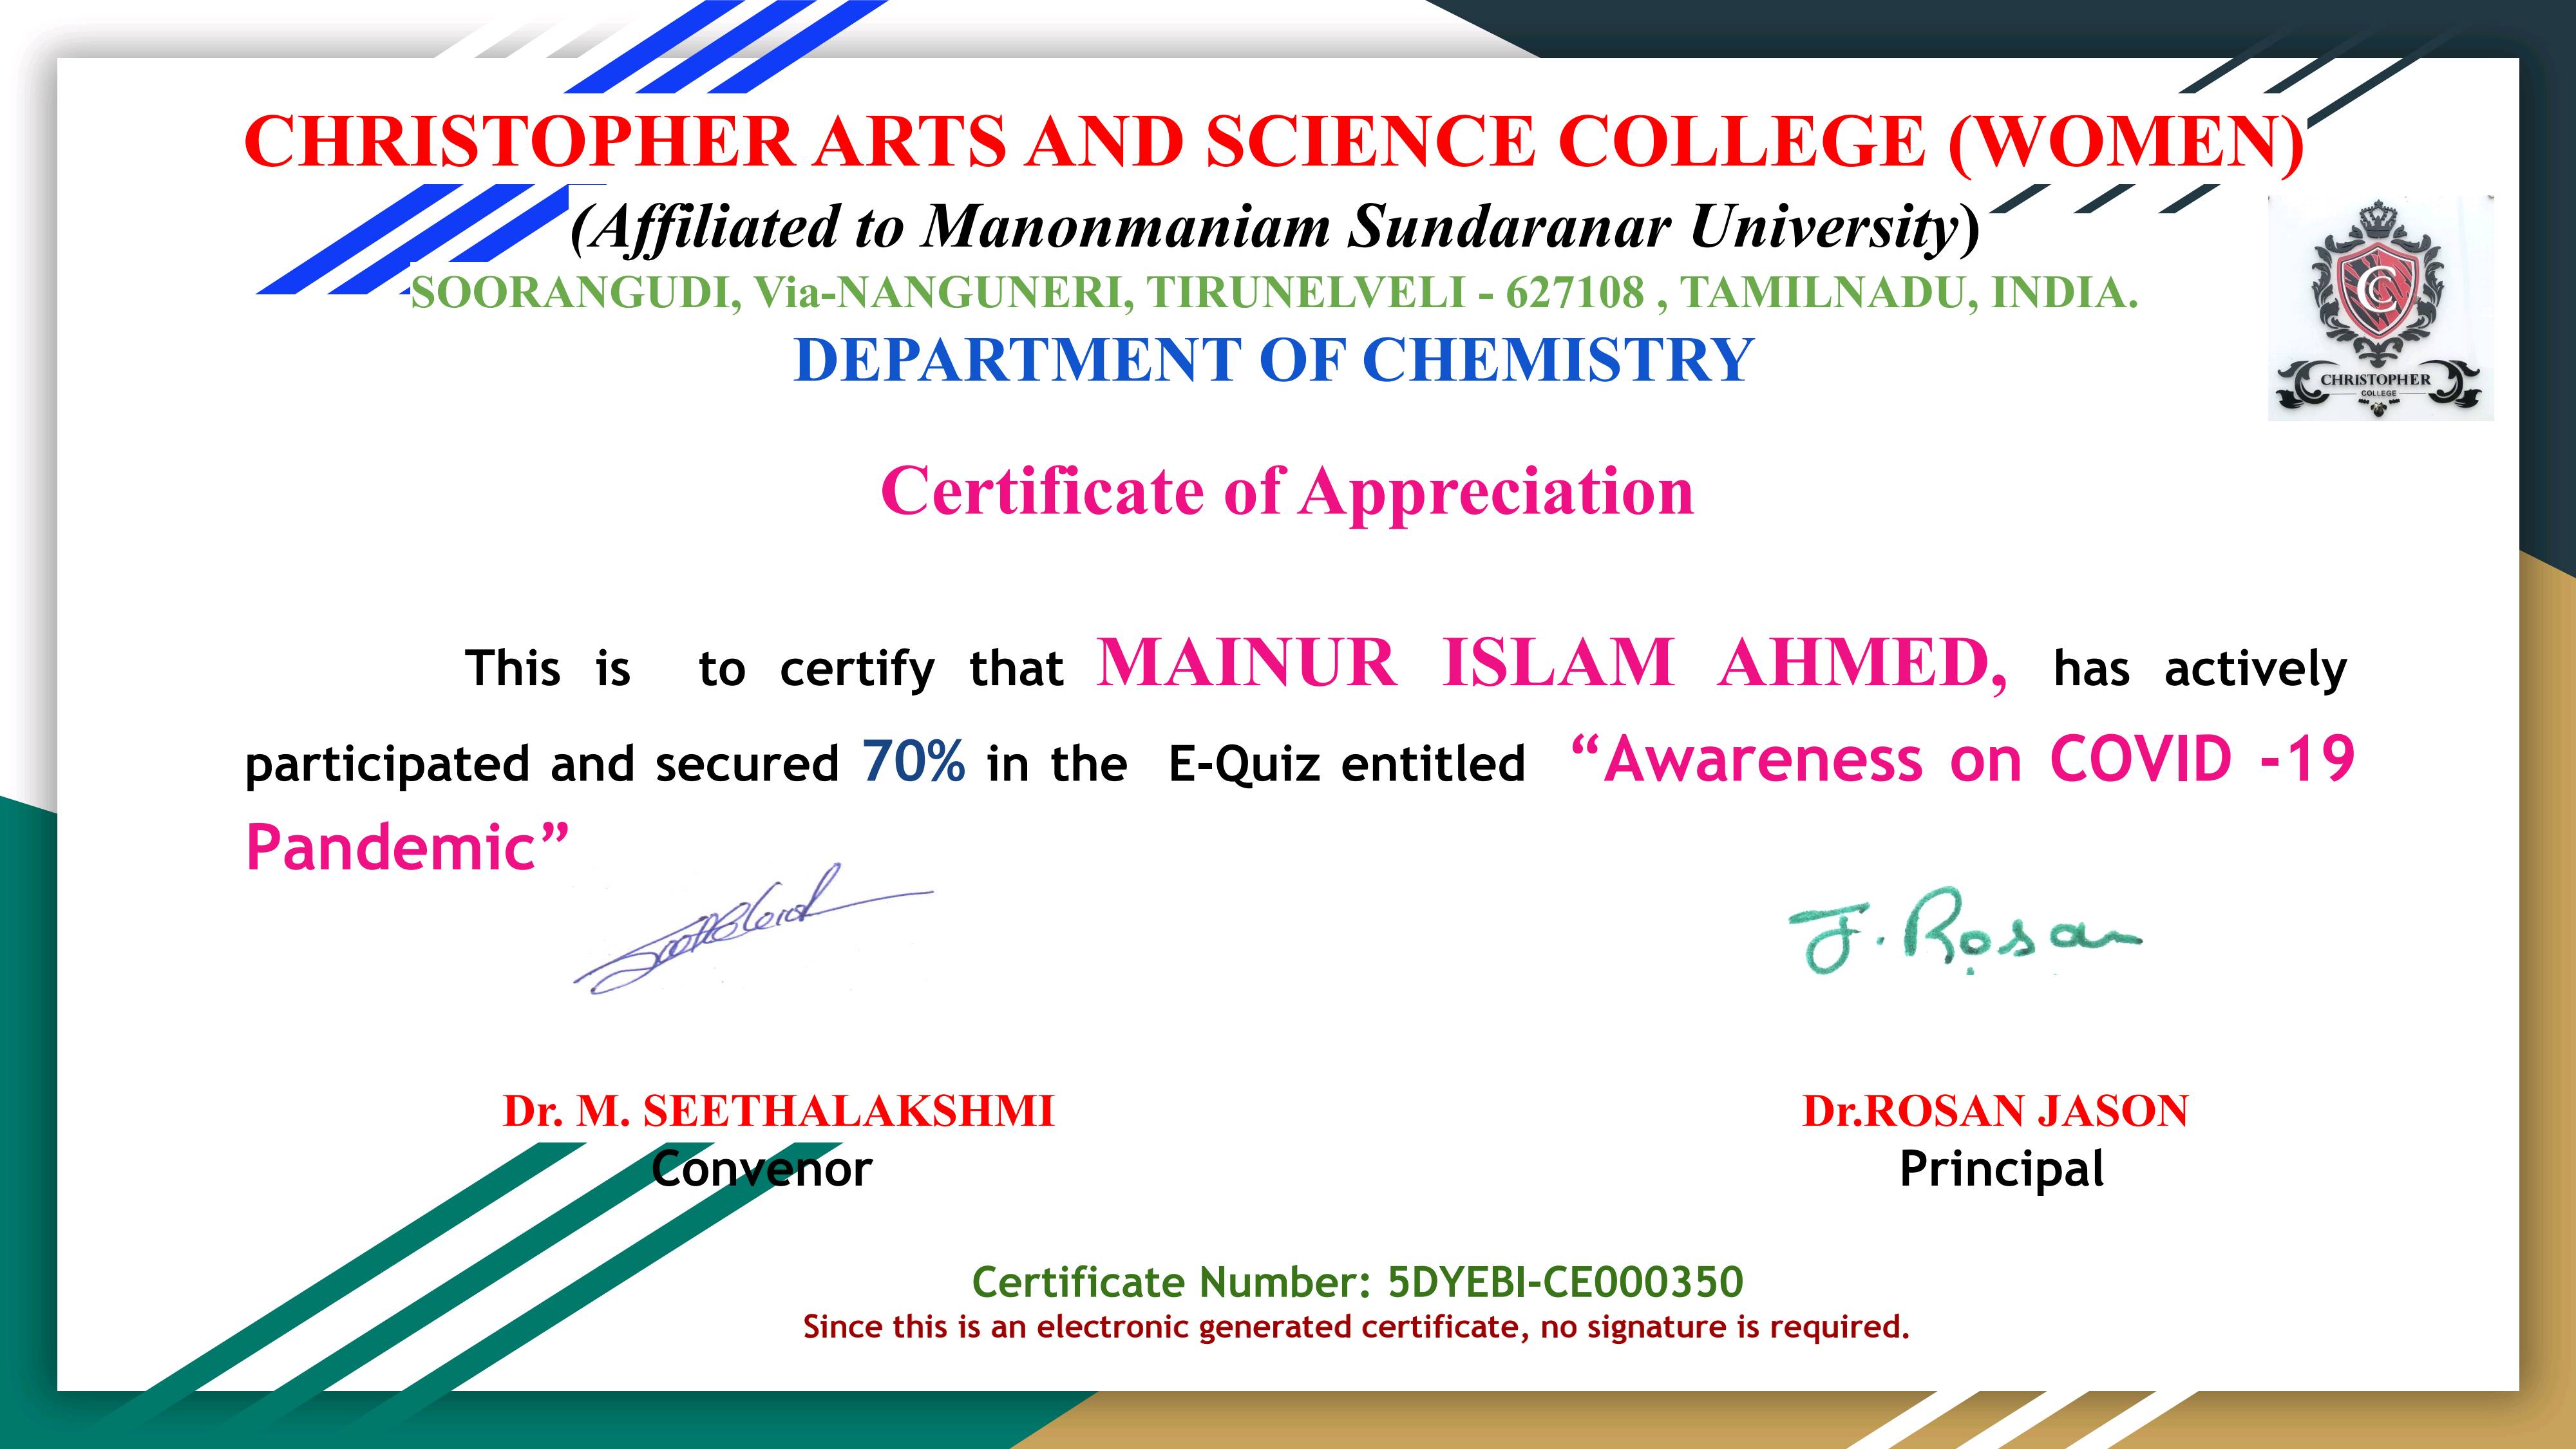 CHRISTOPHER ARTS AND SCIENCE COLLEGE (WOMEN)
(Affiliated to Manonmaniam Sundaranar University)
SOORANGUDI, Via-NANGUNERI, TIRUNELVELI - 627108 , TAMILNADU, INDIA.
DEPARTMENT OF CHEMISTRY
CC
CHRISTOPHER
COLLEGE
Certificate of Appreciation
This is to certify that MAINUR ISLAM AHMED, has actively
participated and secured 70% in the E-Quiz entitled “Awareness on COVID -19
Pandemic”
J. Rosan
Dr. M. SEETHALAKSHMI
Convenor
Dr.ROSAN JASON
Principal
Certificate Number: 5DYEBI-CE000350
Since this is an electronic generated certificate, no signature is required.